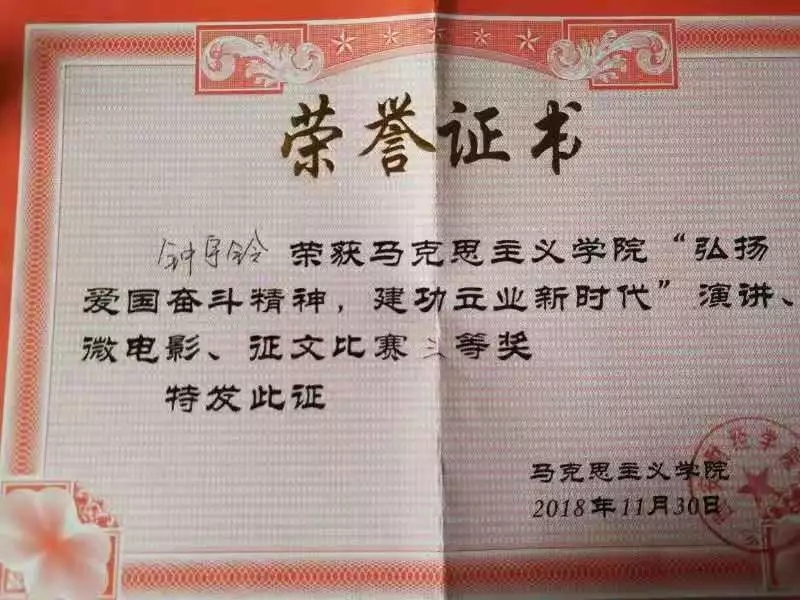 荣誉证书
钟宇铃 荣获马克思主义学院“弘扬
爱国奋斗精神，建功立业新时代”演讲、
微电影、征文比赛 等奖
特发此证
马克思主义学院
2018年11月30日